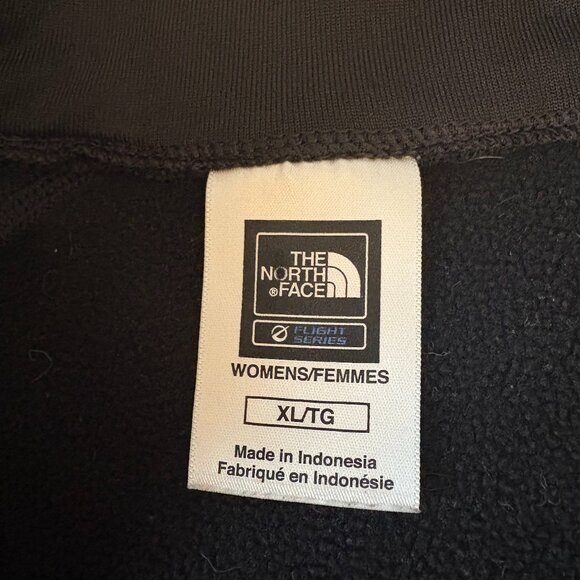 THE
NORTH
®FACE
FLIGHT
SERIES
WOMENS/FEMMES
XL/TG
Made in Indonesia
Fabriqué en Indonésie